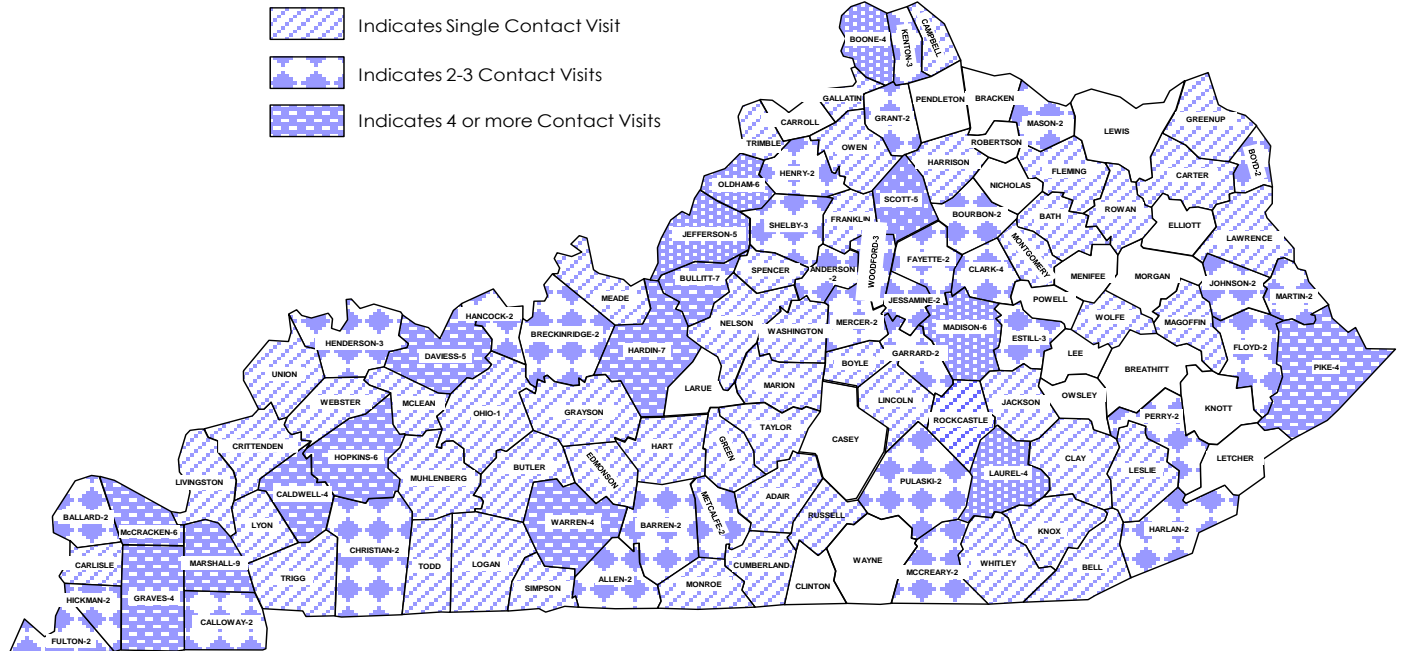 Indicates Single Contact Visit
Indicates 2-3 Contact Visits
Indicates 4 or more Contact Visits
BOONE-4
KENTON-3
CAMPBELL
GALLATIN
PENDLETON
BRACKEN
CARROLL
GRANT-2
MASON-2
LEWIS
GREENUP
TRIMBLE
OWEN
ROBERTSON
HARRISON
BOYD-2
HENRY-2
FLEMING
CARTER
OLDHAM-6
NICHOLAS
SCOTT-5
ROWAN
BOURBON-2
BATH
FRANKLIN
SHELBY-3
ELLIOTT
JEFFERSON-5
LAWRENCE
WOODFORD-3
MONTGOMERY
FAYETTE-2
CLARK-4
SPENCER
ANDERSON
-2
BULLITT-7
MENIFEE
MORGAN
JOHNSON-2
MEADE
POWELL
MARTIN-2
JESSAMINE-2
HANCOCK-2
WOLFE
NELSON
WASHINGTON
MERCER-2
MADISON-6
MAGOFFIN
BRECKINRIDGE-2
ESTILL-3
HENDERSON-3
FLOYD-2
DAVIESS-5
HARDIN-7
GARRARD-2
LEE
BOYLE
BREATHITT
PIKE-4
UNION
LARUE
MARION
OWSLEY
WEBSTER
MCLEAN
LINCOLN
JACKSON
KNOTT
OHIO-1
GRAYSON
PERRY-2
ROCKCASTLE
TAYLOR
CASEY
CRITTENDEN
HART
GREEN
HOPKINS-6
CLAY
LETCHER
BUTLER
EDMONSON
LESLIE
LAUREL-4
MUHLENBERG
LIVINGSTON
PULASKI-2
CALDWELL-4
ADAIR
METCALFE-2
BALLARD-2
RUSSELL
LYON
WARREN-4
BARREN-2
HARLAN-2
McCRACKEN-6
KNOX
CHRISTIAN-2
WAYNE
MARSHALL-9
LOGAN
WHITLEY
CARLISLE
TODD
CUMBERLAND
BELL
MCCREARY-2
TRIGG
ALLEN-2
MONROE
CLINTON
SIMPSON
GRAVES-4
HICKMAN-2
CALLOWAY-2
FULTON-2